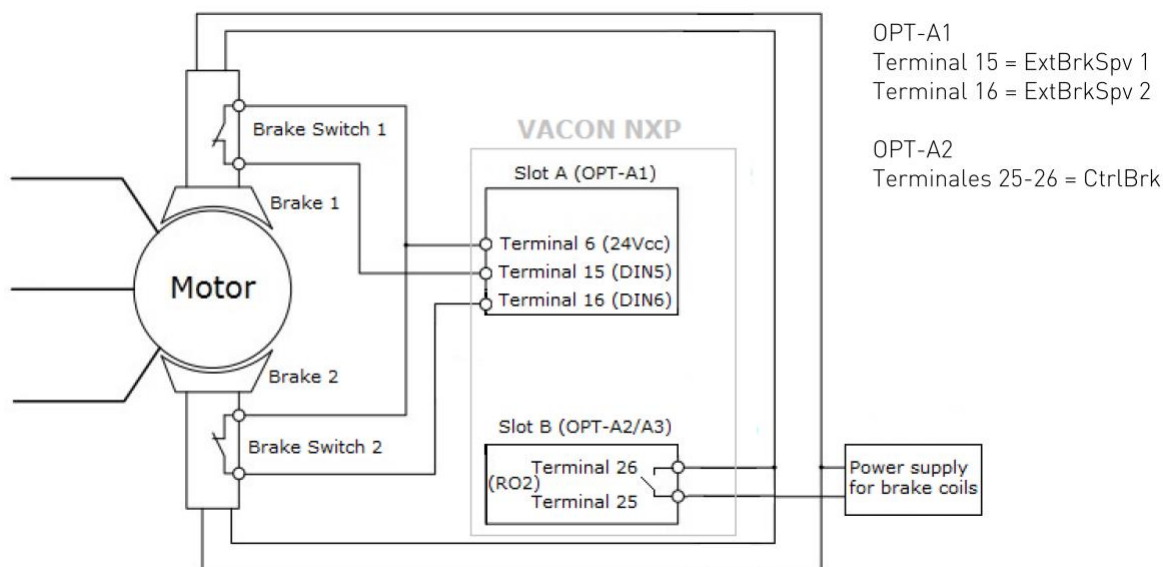 OPT-A1
Terminal 15 = ExtBrkSpv 1
Terminal 16 = ExtBrkSpv 2
OPT-A2
Terminales 25-26 = CtrlBrk
Brake Switch 1
Brake 1
Motor
Brake 2
Brake Switch 2
VACON NXP
Slot A (OPT-A1)
Terminal 6 (24Vcc)
Terminal 15 (DIN5)
Terminal 16 (DIN6)
Slot B (OPT-A2/A3)
Terminal 26
(RO2)
Terminal 25
Power supply
for brake coils